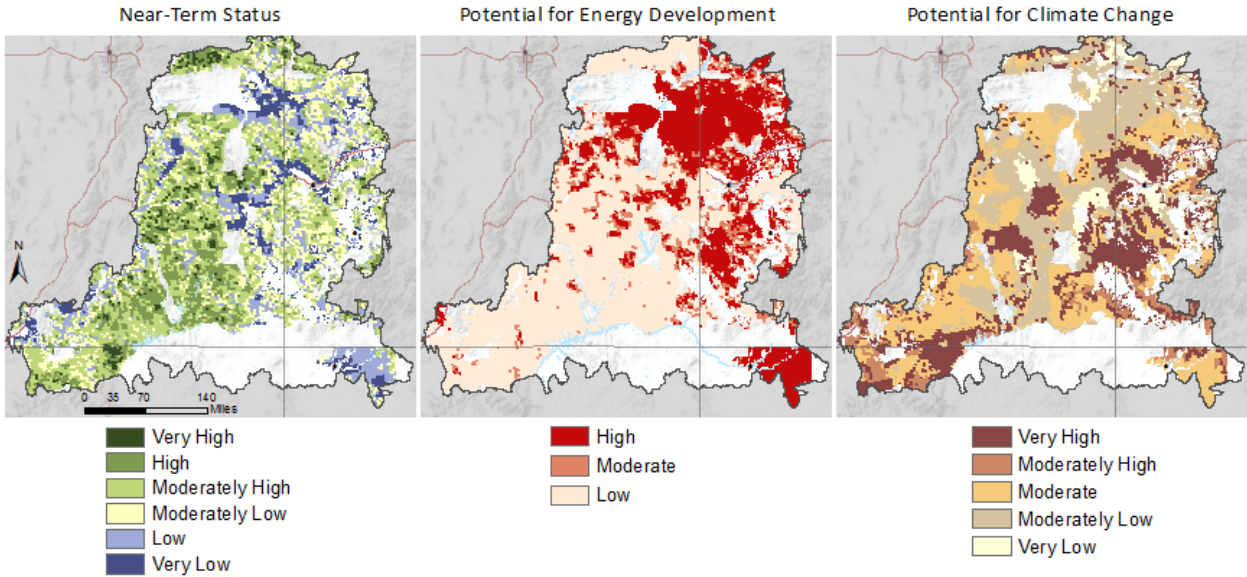 Near-Term Status
Potential for Energy Development
Potential for Climate Change
N
0 35 70 140
Miles
Very High
High
Moderately High
Moderately Low
Low
Very Low
High
Moderate
Low
Very High
Moderately High
Moderate
Moderately Low
Very Low